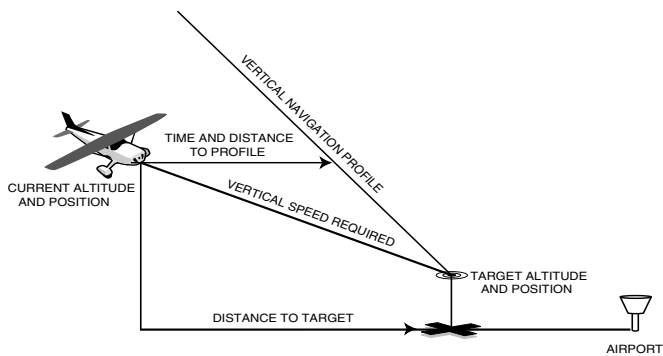 VERTICAL NAVIGATION PROFILE
TIME AND DISTANCE
TO PROFILE
CURRENT ALTITUDE
AND POSITION
VERTICAL SPEED REQUIRED
TARGET ALTITUDE
AND POSITION
DISTANCE TO TARGET
AIRPORT